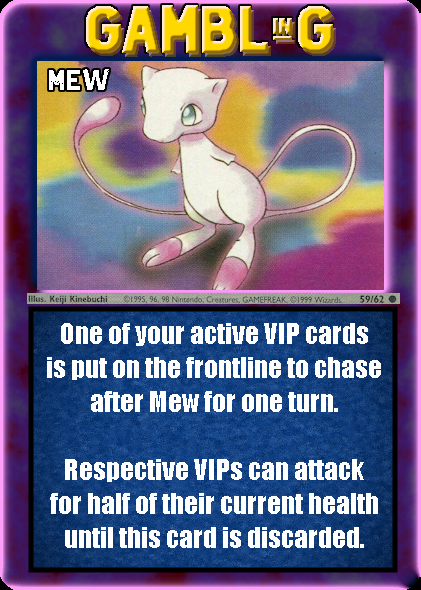 GAMBLING
MEW
Illus. Keiji Kinebuchi ©1995, 96, 98 Nintendo, Creatures, GAMEFREAK. ©1999 Wizards. 59/62
One of your active VIP cards
is put on the frontline to chase
after Mew for one turn.
Respective VIPs can attack
for half of their current health
until this card is discarded.